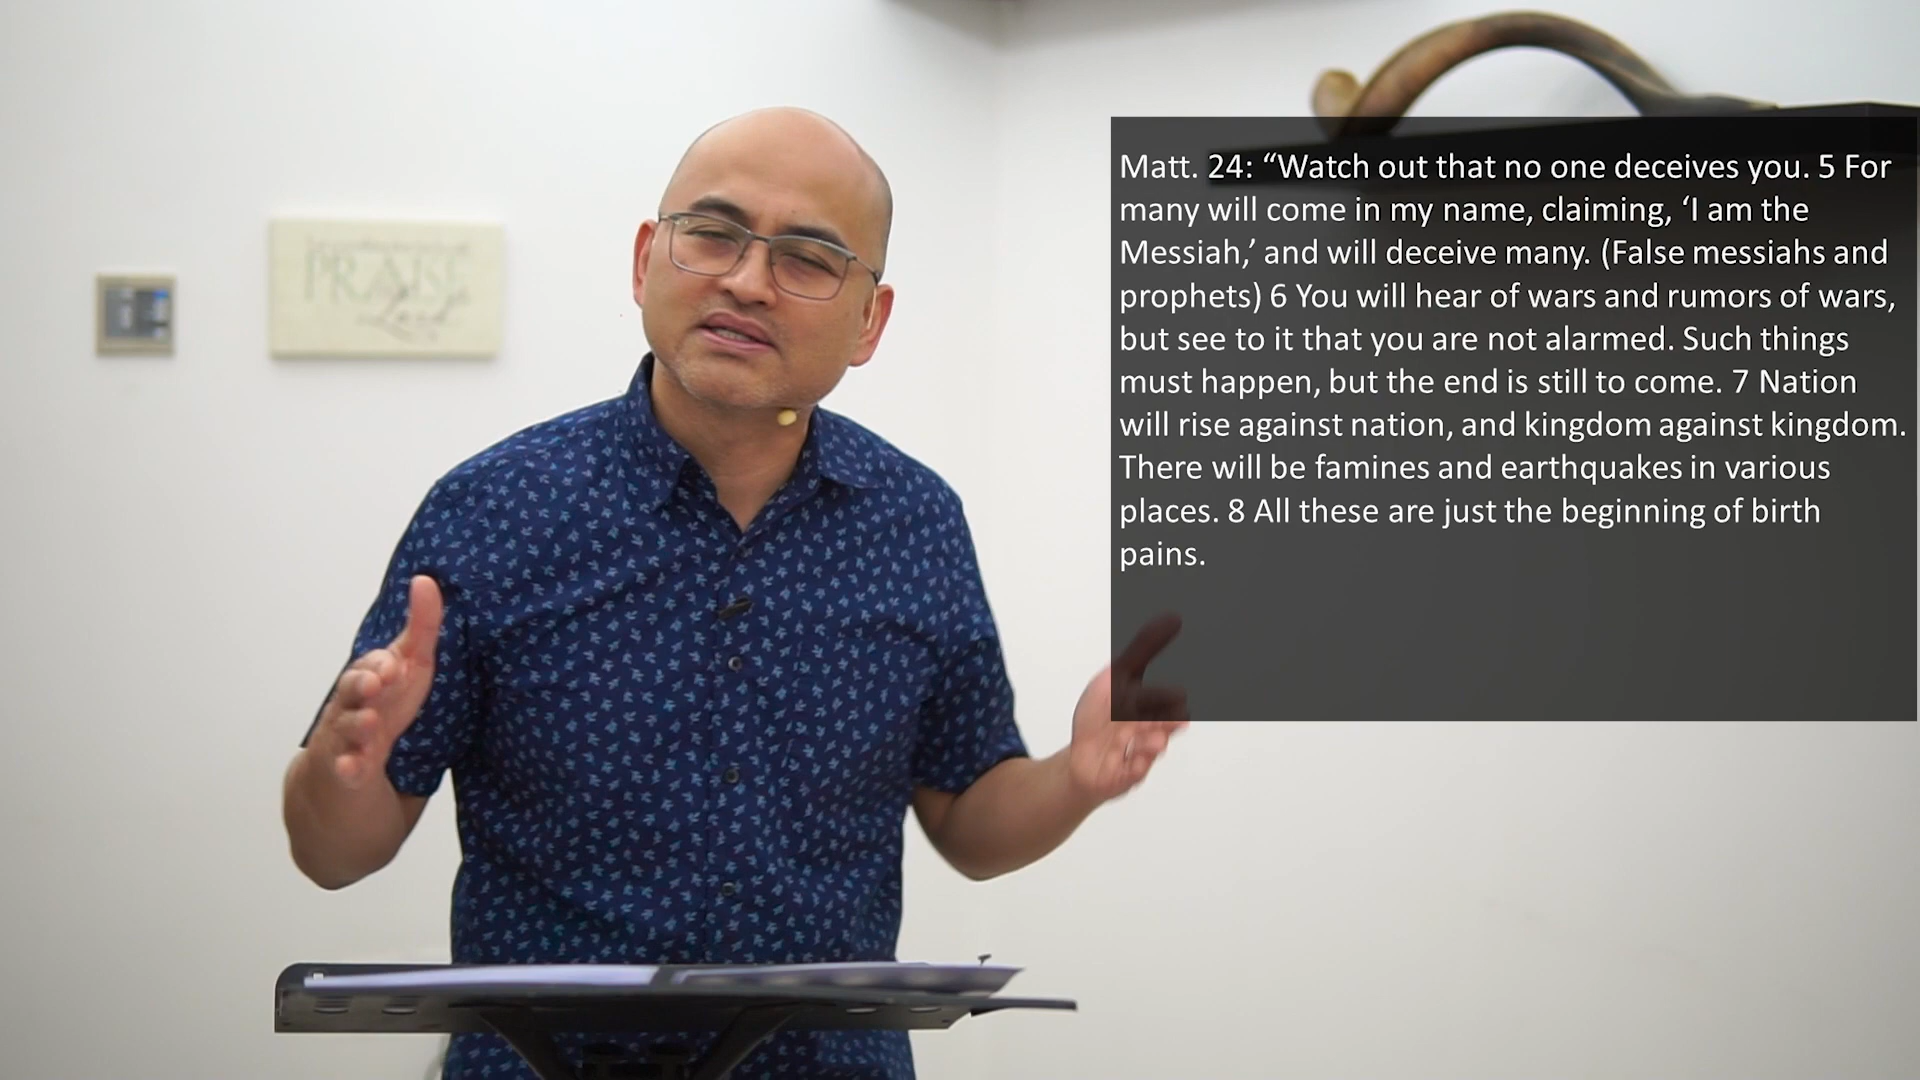 PRAISE
Lord
Matt. 24: “Watch out that no one deceives you. 5 For
many will come in my name, claiming, ‘I am the
Messiah,’ and will deceive many. (False messiahs and
prophets) 6 You will hear of wars and rumors of wars,
but see to it that you are not alarmed. Such things
must happen, but the end is still to come. 7 Nation
will rise against nation, and kingdom against kingdom.
There will be famines and earthquakes in various
places. 8 All these are just the beginning of birth
pains.